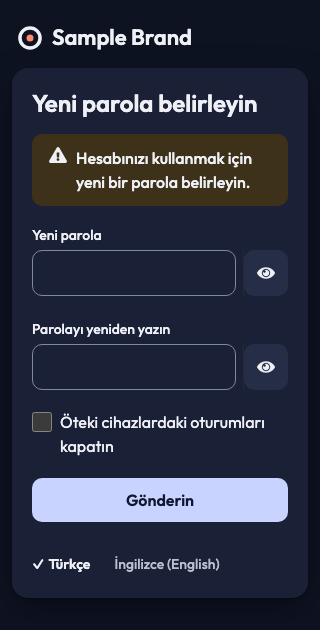 Sample Brand
Yeni parola belirleyin
Hesabınızı kullanmak için
yeni bir parola belirleyin.
Yeni parola
Parolayı yeniden yazın
Öteki cihazlardaki oturumları
kapatın
Gönderin
Türkçe İngilizce (English)